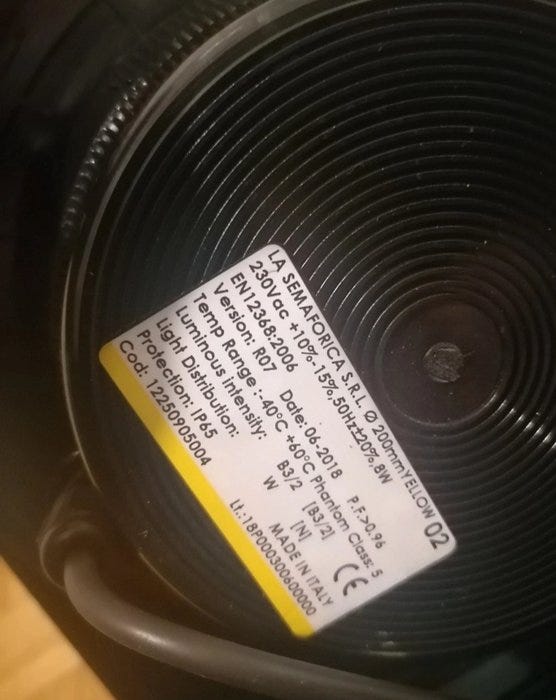 LA SEMAFORICA S.R.L. Ø 200mmYELLOW 02
230Vac +10%-15%,50Hz±20%,8W
EN12368:2006 P.F.>0.96
Version: R07 Date: 06-2018
Temp Range :-40°C +60°C Phantom Class: 5
Luminous intensity: B3/2 [B3/2]
Light Distribution: W [N] CE
Protection: IP65 MADE IN ITALY
Cod: 12250905004 Lt.:18P000300600000